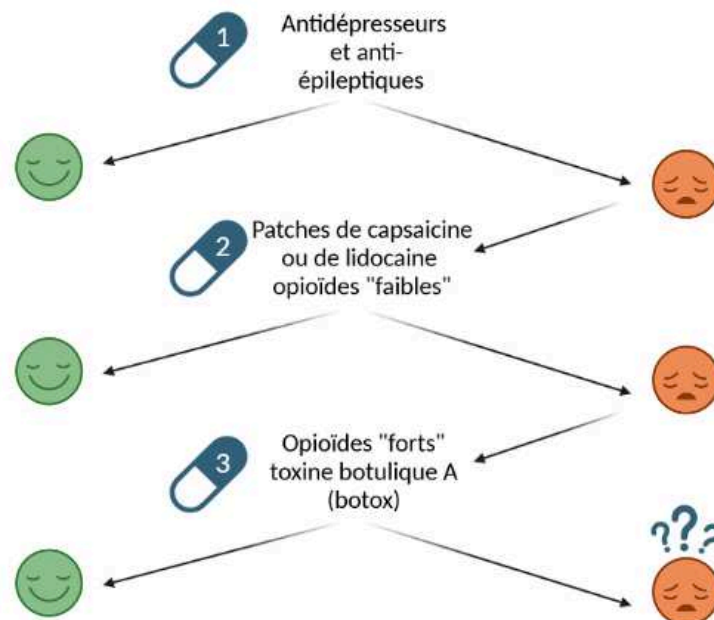 1
Antidépresseurs
et anti-
épileptiques
2
Patches de capsaicine
ou de lidocaine
opioïdes "faibles"
3
Opioïdes "forts"
toxine botulique A
(botox)
???